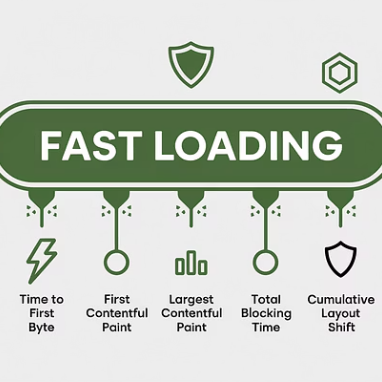 FAST LOADING
Time to
First
Byte
First
Contentful
Paint
Largest
Contentful
Paint
Total
Blocking
Time
Cumulative
Layout
Shift